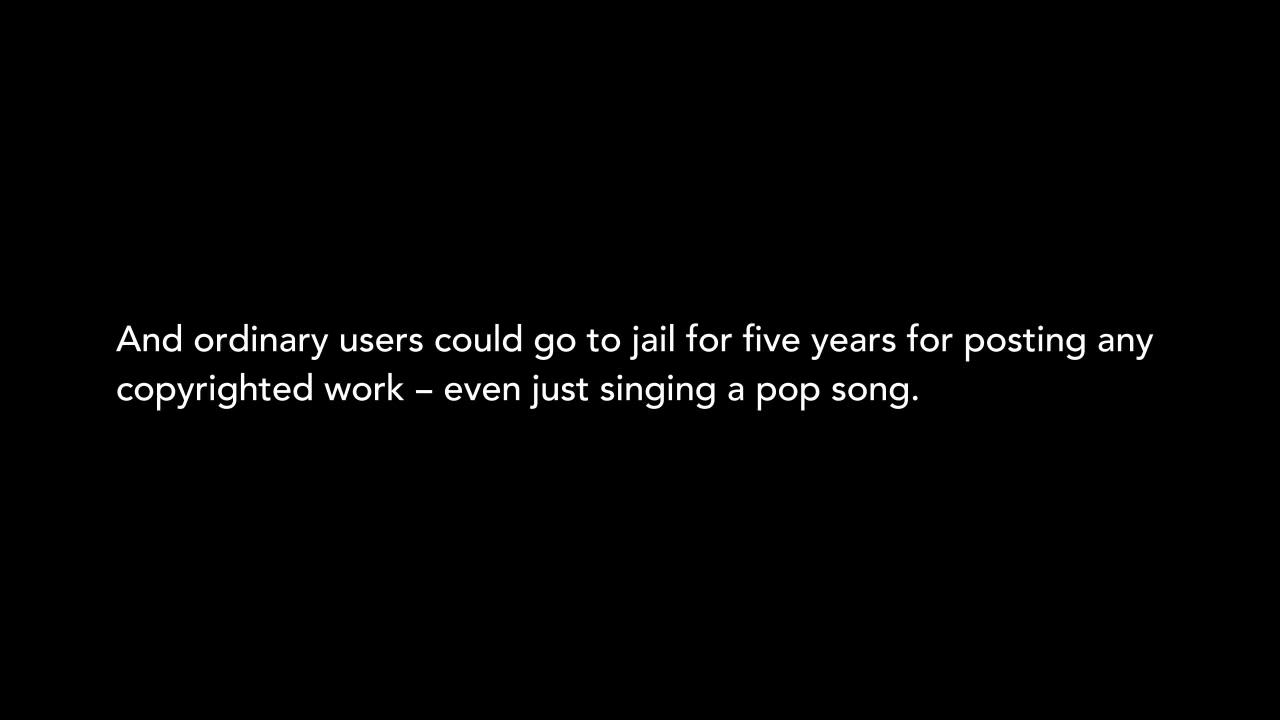 And ordinary users could go to jail for five years for posting any
copyrighted work – even just singing a pop song.